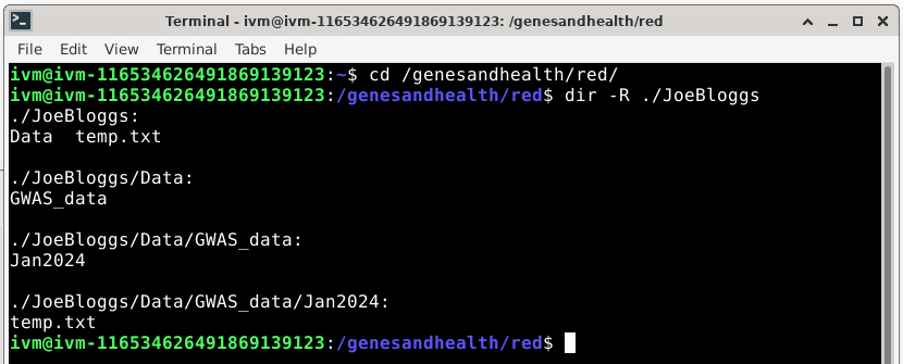 Terminal - ivm@ivm-116534626491869139123: /genesandhealth/red
File Edit View Terminal Tabs Help
ivm@ivm-116534626491869139123:~$ cd /genesandhealth/red/
ivm@ivm-116534626491869139123:/genesandhealth/red$ dir -R ./JoeBloggs
./JoeBloggs:
Data  temp.txt
./JoeBloggs/Data:
GWAS_data
./JoeBloggs/Data/GWAS_data:
Jan2024
./JoeBloggs/Data/GWAS_data/Jan2024:
temp.txt
ivm@ivm-116534626491869139123:/genesandhealth/red$